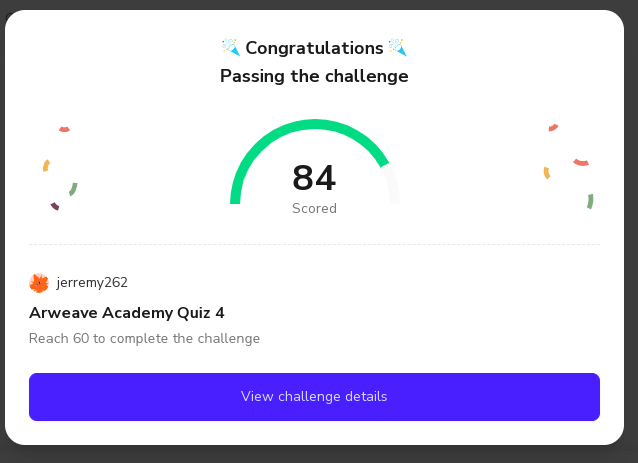 Congratulations
Passing the challenge
84
Scored
jerremy262
Arweave Academy Quiz 4
Reach 60 to complete the challenge
View challenge details